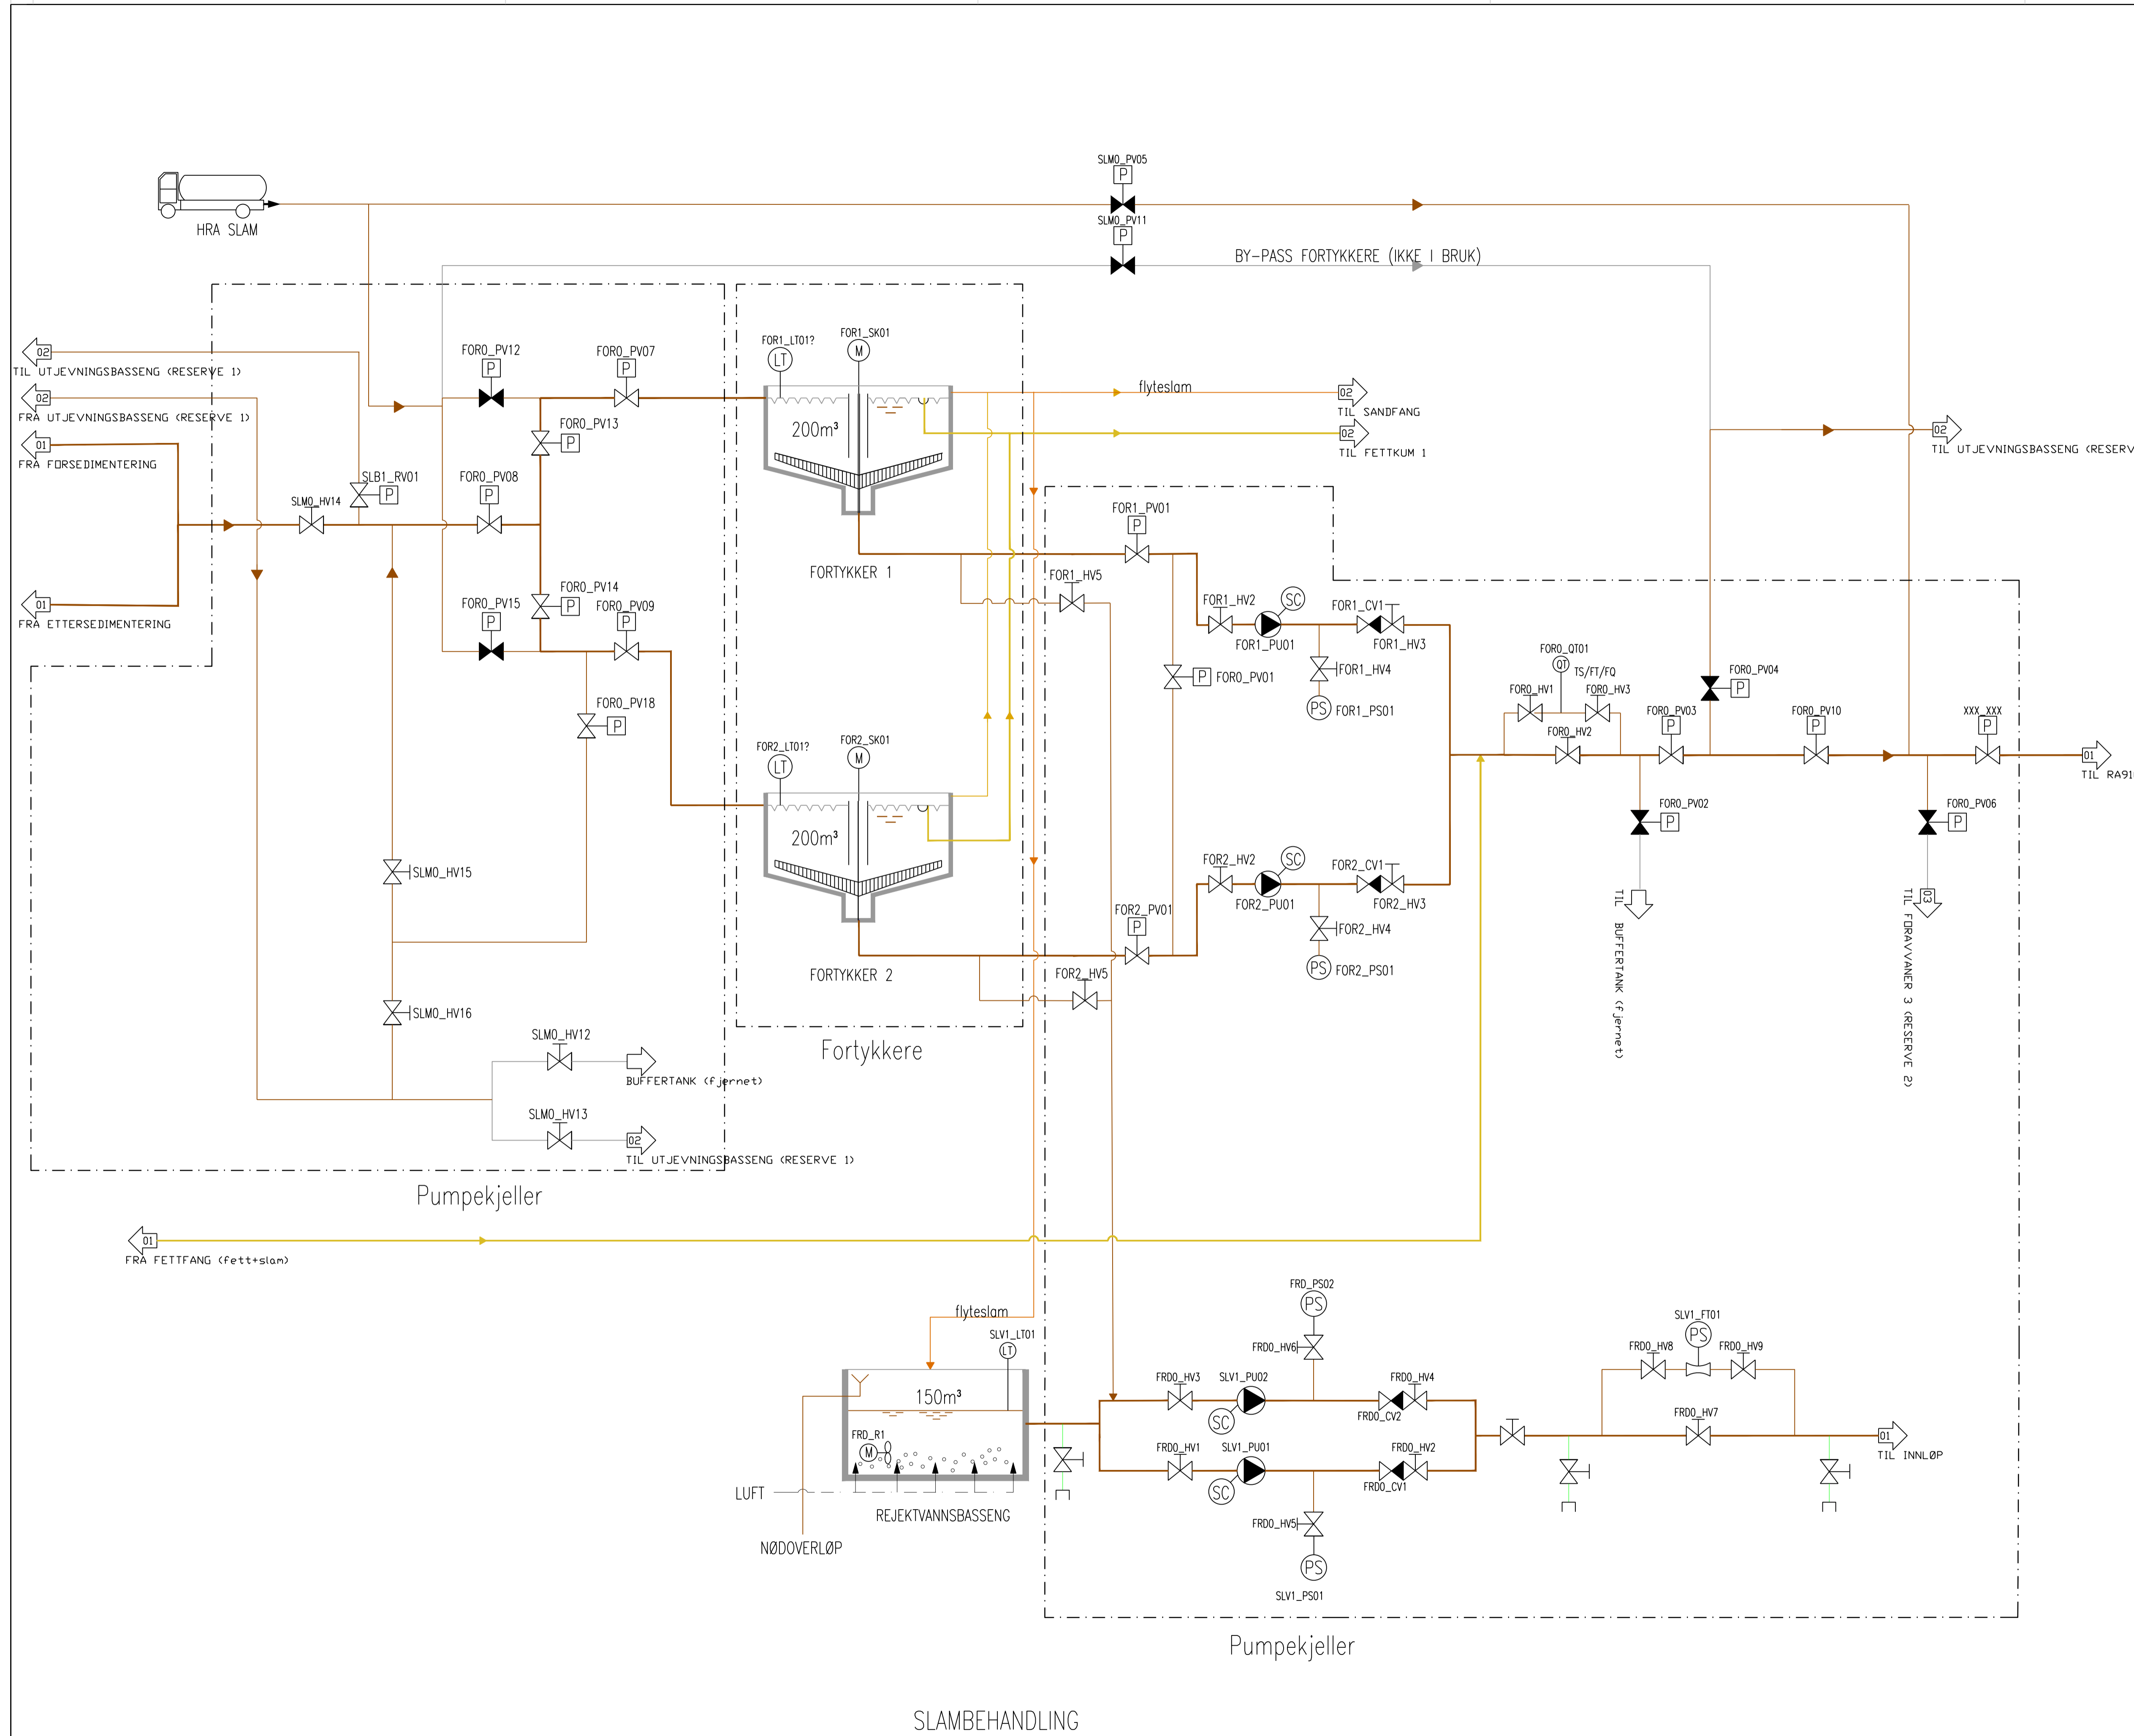 SLM0_PV05
P
HRA SLAM
SLM0_PV11
P
BY-PASS FORTYKKERE (IKKE I BRUK)
02
TIL UTJEVNINGSBASSENG (RESERVE 1)
02
FRA UTJEVNINGSBASSENG (RESERVE 1)
01
FRA FORSEDIMENTERING
01
FRA ETTERSEDIMENTERING
SLM0_HV14
SLB1_RV01
P
FOR0_PV12
P
FOR0_PV07
P
FOR0_PV13
P
FOR0_PV08
P
FOR0_PV14
P
FOR0_PV15
P
FOR0_PV09
P
FOR0_PV18
P
SLM0_HV15
SLM0_HV16
SLM0_HV12
BUFFERTANK (fjernet)
SLM0_HV13
02
TIL UTJEVNINGSBASSENG (RESERVE 1)
Pumpekjeller
FOR1_LT01?
LT
FOR1_SK01
M
200m³
FORTYKKER 1
FOR2_LT01?
LT
FOR2_SK01
M
200m³
FORTYKKER 2
Fortykkere
flyteslam
02
TIL SANDFANG
02
TIL FETTKUM 1
FOR1_PV01
P
FOR1_HV5
FOR1_HV2
SC
FOR1_PU01
FOR1_CV1
FOR1_HV3
FOR1_HV4
PS
FOR1_PS01
P
FOR0_PV01
FOR2_PV01
P
FOR2_HV5
FOR2_HV2
SC
FOR2_PU01
FOR2_CV1
FOR2_HV3
FOR2_HV4
PS
FOR2_PS01
FOR0_QT01
QT
TS/FT/FQ
FOR0_HV1
FOR0_HV3
FOR0_HV2
FOR0_PV03
P
FOR0_PV04
P
FOR0_PV10
P
XXX_XXX
P
02
TIL UTJEVNINGSBASSENG (RESERV
01
TIL RA91
FOR0_PV02
P
TIL BUFFERTANK (fjernet)
FOR0_PV06
P
03
TIL FORAVVANER 3 (RESERVE 2)
01
FRA FETTFANG (fett+slam)
flyteslam
SLV1_LT01
LT
150m³
FRD_R1
M
LUFT
REJEKTVANNSBASSENG
NØDOVERLØP
FRD_PS02
PS
FRD0_HV6
FRD0_HV3
SLV1_PU02
SC
FRD0_HV4
FRD0_CV2
FRD0_HV1
SLV1_PU01
SC
FRD0_HV2
FRD0_CV1
FRD0_HV5
PS
SLV1_PS01
SLV1_FT01
PS
FRD0_HV8
FRD0_HV9
FRD0_HV7
01
TIL INNLØP
Pumpekjeller
SLAMBEHANDLING